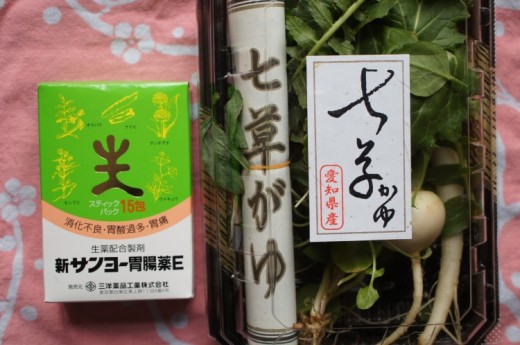 生
スティック
パック 15包
消化不良・胃酸過多・胃痛
生薬配合製剤
新サンヨー胃腸薬E
発売元 三洋薬品工業株式会社
七草がゆ
七草かゆ
愛知県産